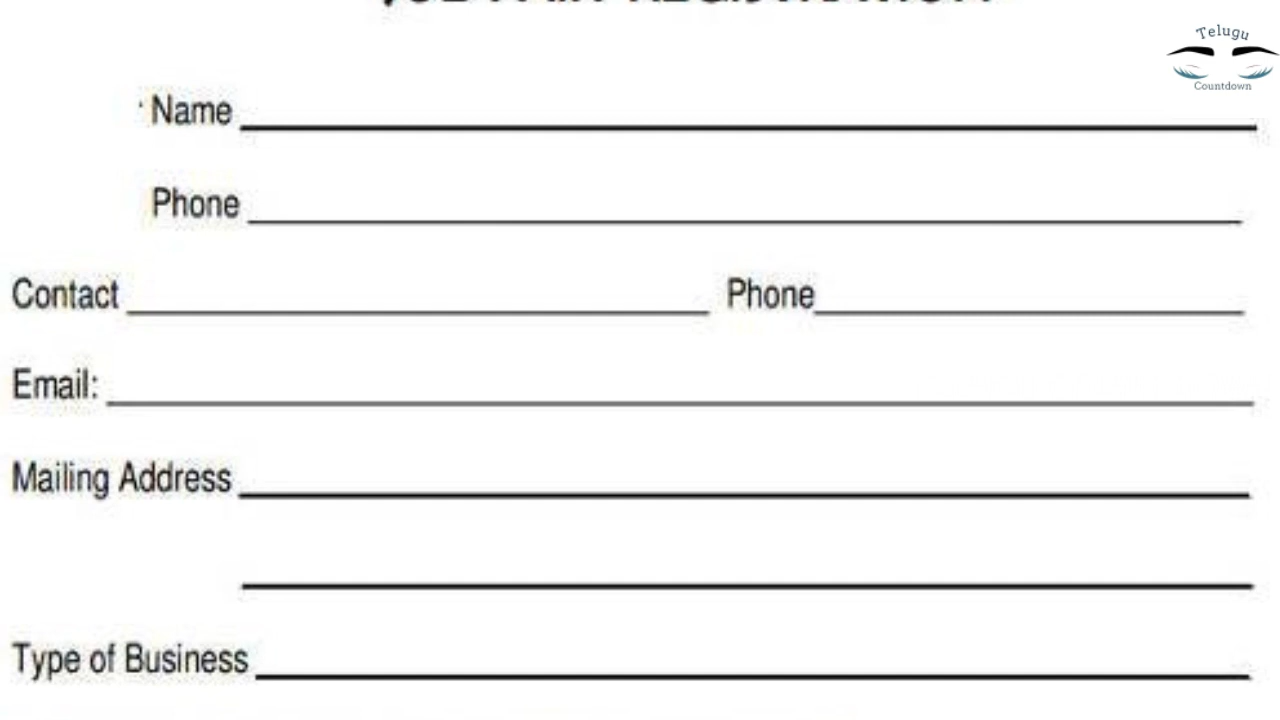 Telugu
Countdown
Name
Phone
Contact Phone
Email:
Mailing Address
Type of Business